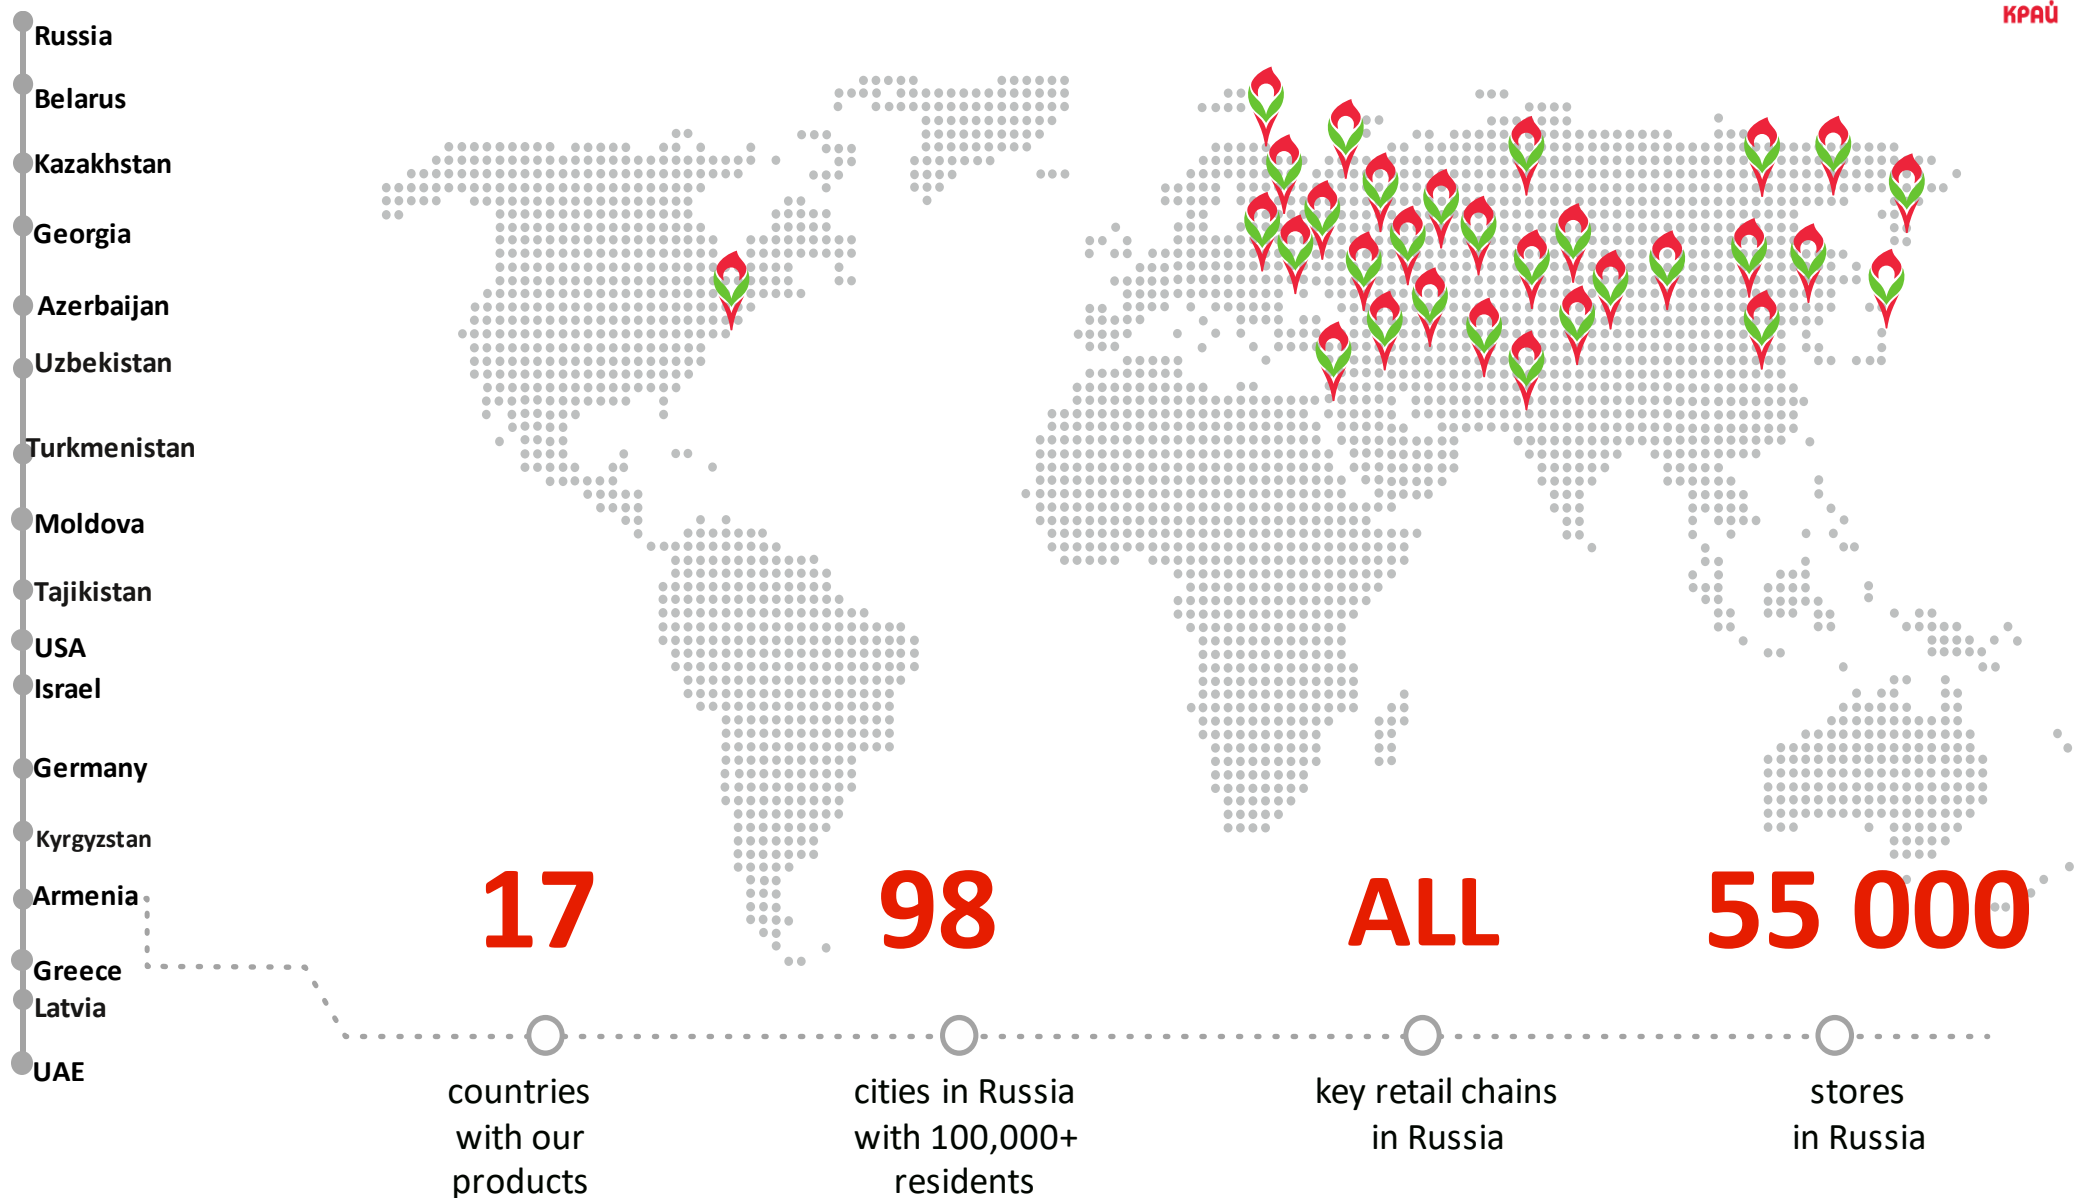 КРАЙ
Russia
Belarus
Kazakhstan
Georgia
Azerbaijan
Uzbekistan
Turkmenistan
Moldova
Tajikistan
USA
Israel
Germany
Kyrgyzstan
Armenia
Greece
Latvia
UAE
17
countries
with our
products
98
cities in Russia
with 100,000+
residents
ALL
key retail chains
in Russia
55 000
stores
in Russia